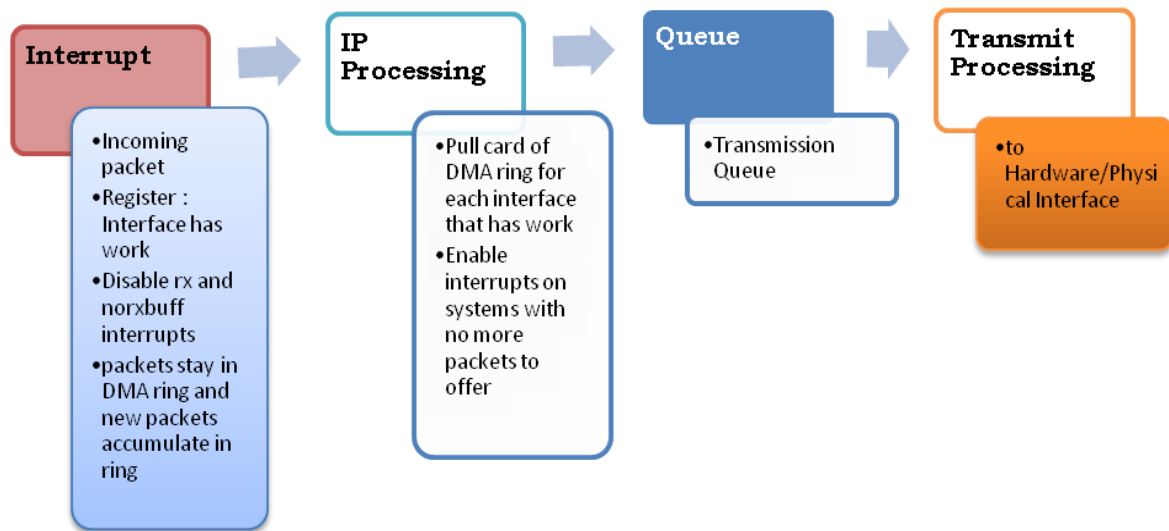 Interrupt
•Incoming
packet
•Register :
Interface has
work
•Disable rx and
norxbuff
interrupts
•packets stay in
DMA ring and
new packets
accumulate in
ring
IP
Processing
•Pull card of
DMA ring for
each interface
that has work
•Enable
interrupts on
systems with
no more
packets to
offer
Queue
•Transmission
Queue
Transmit
Processing
•to
Hardware/Physi
cal Interface